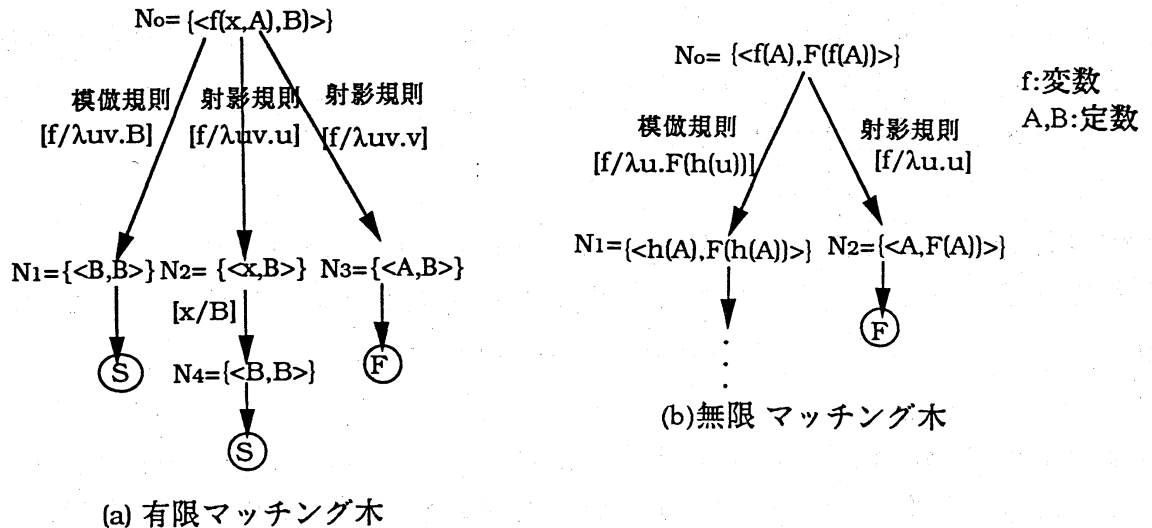 No= {<f(x,A),B)>}
模倣規則 射影規則 射影規則
[f/λuv.B] [f/λuv.u] [f/λuv.v]
N1={<B,B>} N2= {<x,B>} N3={<A,B>}
[x/B]
S
N4={<B,B>}
F
S
(a) 有限マッチング木
No= {<f(A),F(f(A))>}
f:変数
A,B:定数
模倣規則 射影規則
[f/λu.F(h(u))] [f/λu.u]
N1={<h(A),F(h(A))>} N2={<A,F(A))>}
F
(b)無限 マッチング木